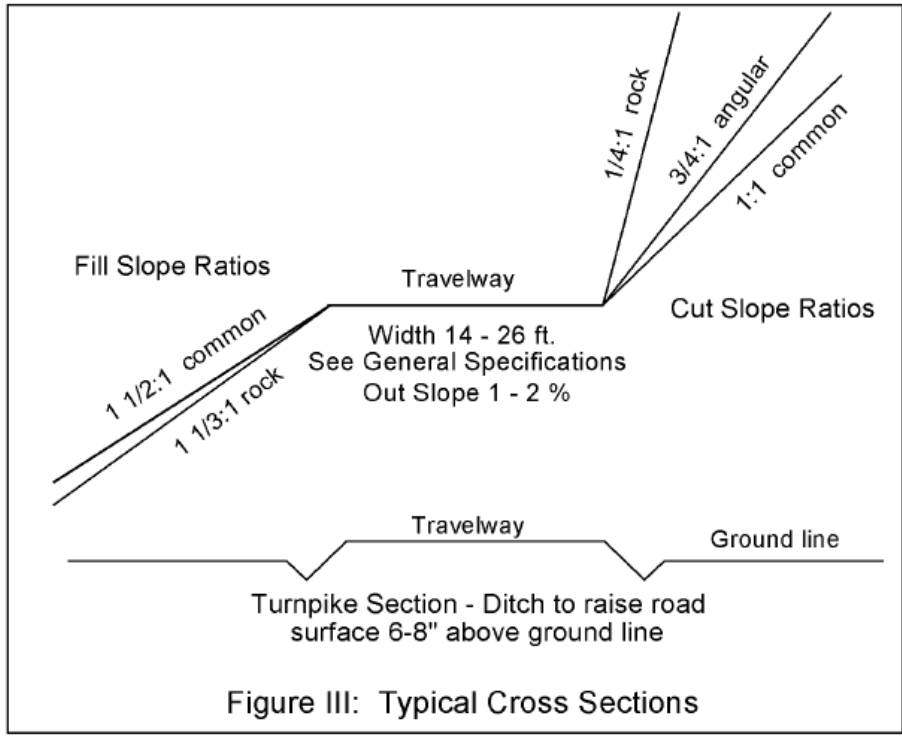 1/4:1 rock
3/4:1 angular
1:1 common
Fill Slope Ratios
Travelway
Cut Slope Ratios
Width 14 - 26 ft.
See General Specifications
Out Slope 1 - 2 %
1 1/2:1 common
1 1/3:1 rock
Travelway
Ground line
Turnpike Section - Ditch to raise road
surface 6-8" above ground line
Figure III: Typical Cross Sections